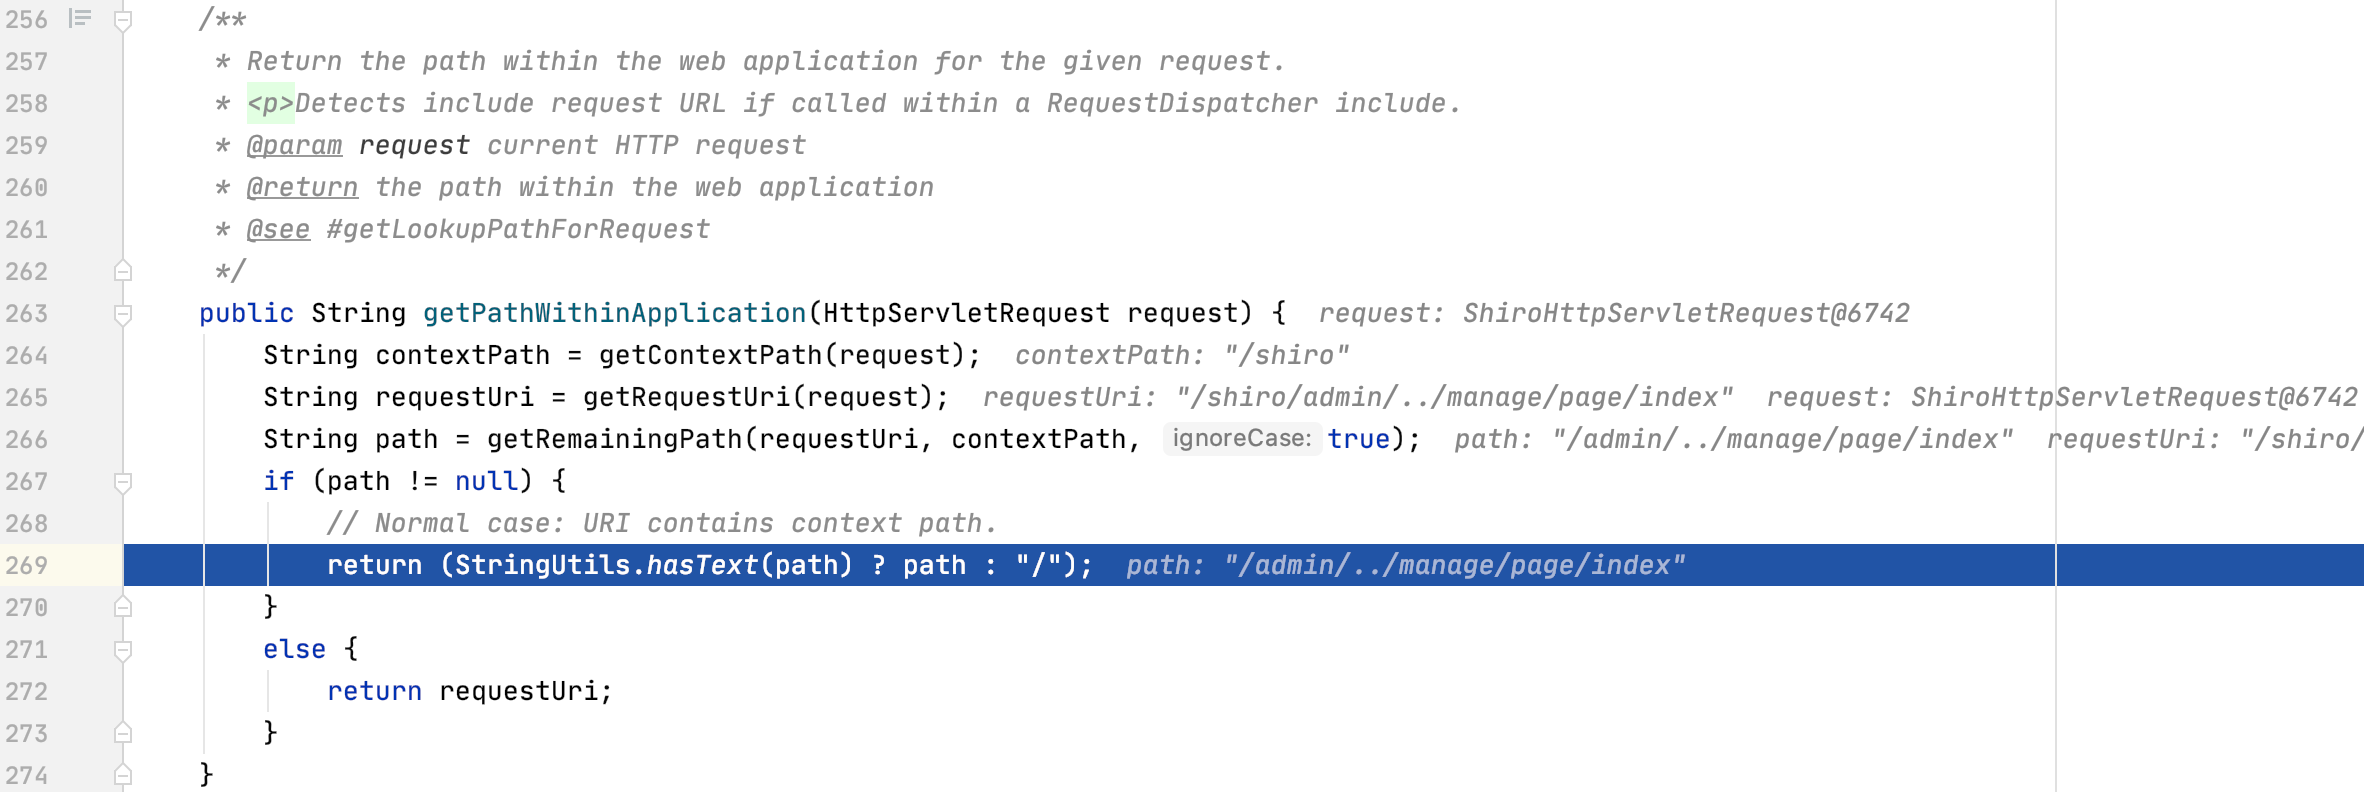 256 /**
257 * Return the path within the web application for the given request.
258 * <p>Detects include request URL if called within a RequestDispatcher include.
259 * @param request current HTTP request
260 * @return the path within the web application
261 * @see #getLookupPathForRequest
262 */
263 public String getPathWithinApplication(HttpServletRequest request) { request: ShiroHttpServletRequest@6742
264 String contextPath = getContextPath(request); contextPath: "/shiro"
265 String requestUri = getRequestUri(request); requestUri: "/shiro/admin/../manage/page/index" request: ShiroHttpServletRequest@6742
266 String path = getRemainingPath(requestUri, contextPath, ignoreCase: true); path: "/admin/../manage/page/index" requestUri: "/shiro/
267 if (path != null) {
268 // Normal case: URI contains context path.
269 return (StringUtils.hasText(path) ? path : "/"); path: "/admin/../manage/page/index"
270 }
271 else {
272 return requestUri;
273 }
274 }